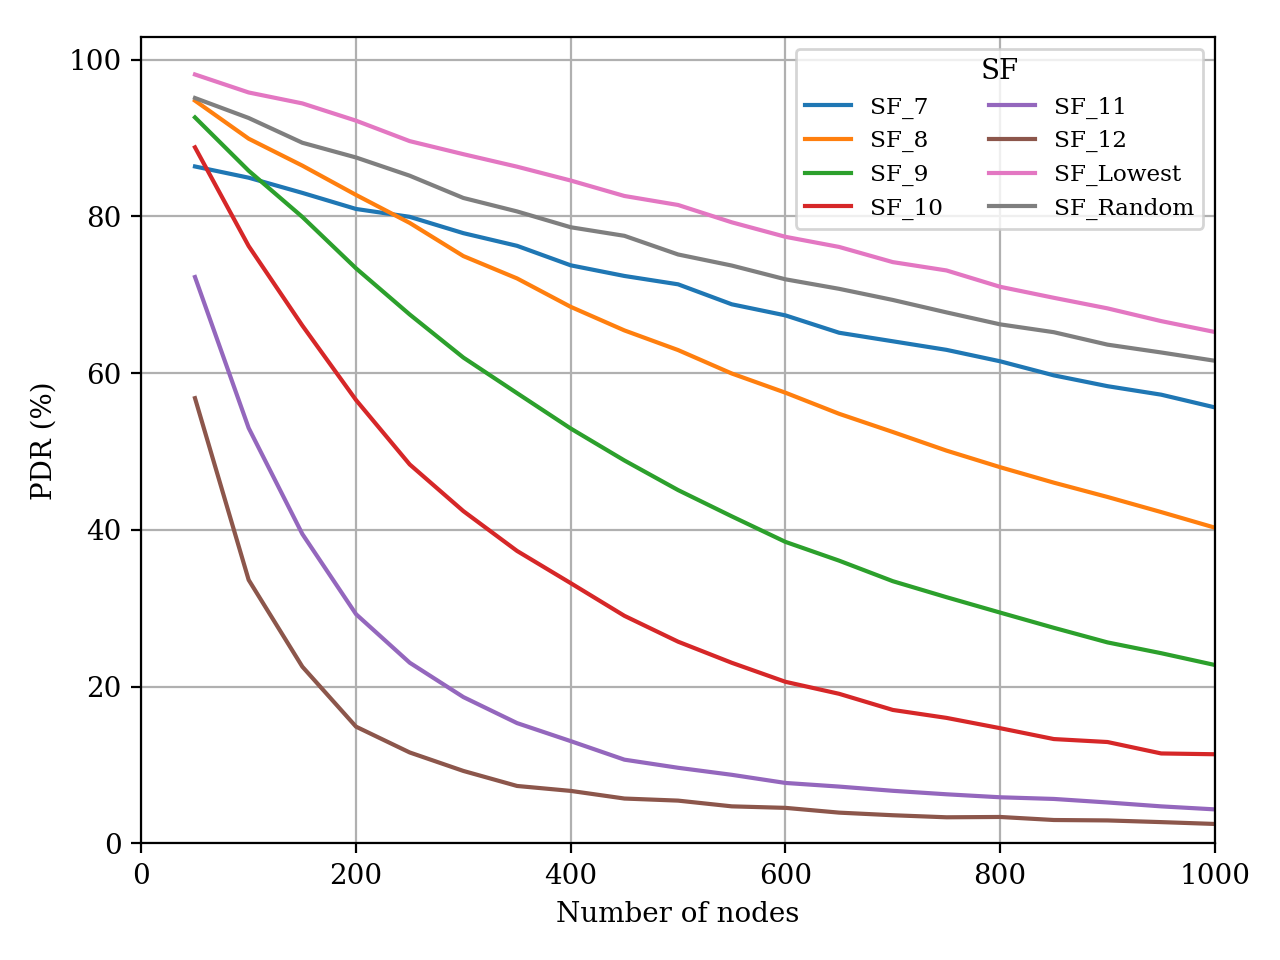 100
80
60
40
20
0
PDR (%)
0 200 400 600 800 1000
Number of nodes
SF
SF_7 SF_11
SF_8 SF_12
SF_9 SF_Lowest
SF_10 SF_Random